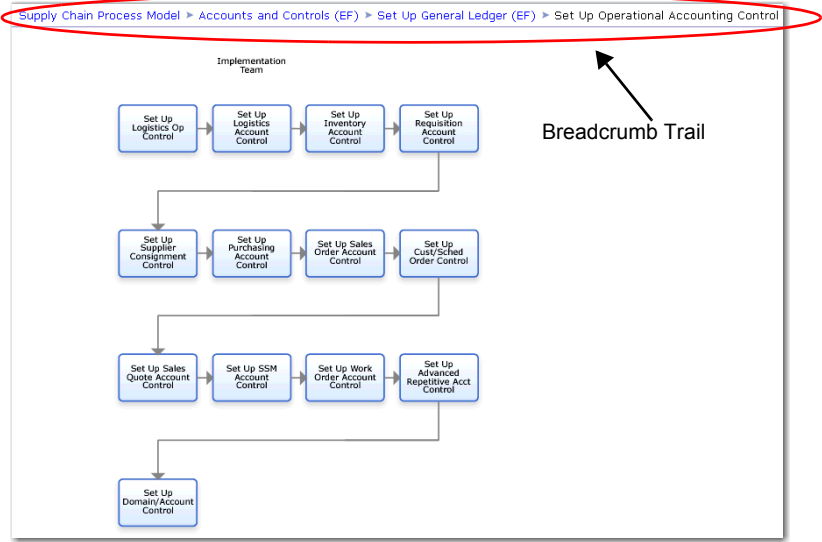 Supply Chain Process Model ➤ Accounts and Controls (EF) ➤ Set Up General Ledger (EF) ➤ Set Up Operational Accounting Control
Implementation
Team
Breadcrumb Trail
Set Up
Logistics Op
Control
Set Up
Logistics
Account
Control
Set Up
Inventory
Account
Control
Set Up
Requisition
Account
Control
Set Up
Supplier
Consignment
Control
Set Up
Purchasing
Account
Control
Set Up Sales
Order Account
Control
Set Up
Cust/Sched
Order Control
Set Up Sales
Quote Account
Control
Set Up SSM
Account
Control
Set Up Work
Order Account
Control
Set Up
Advanced
Repetitive Acct
Control
Set Up
Domain/Account
Control